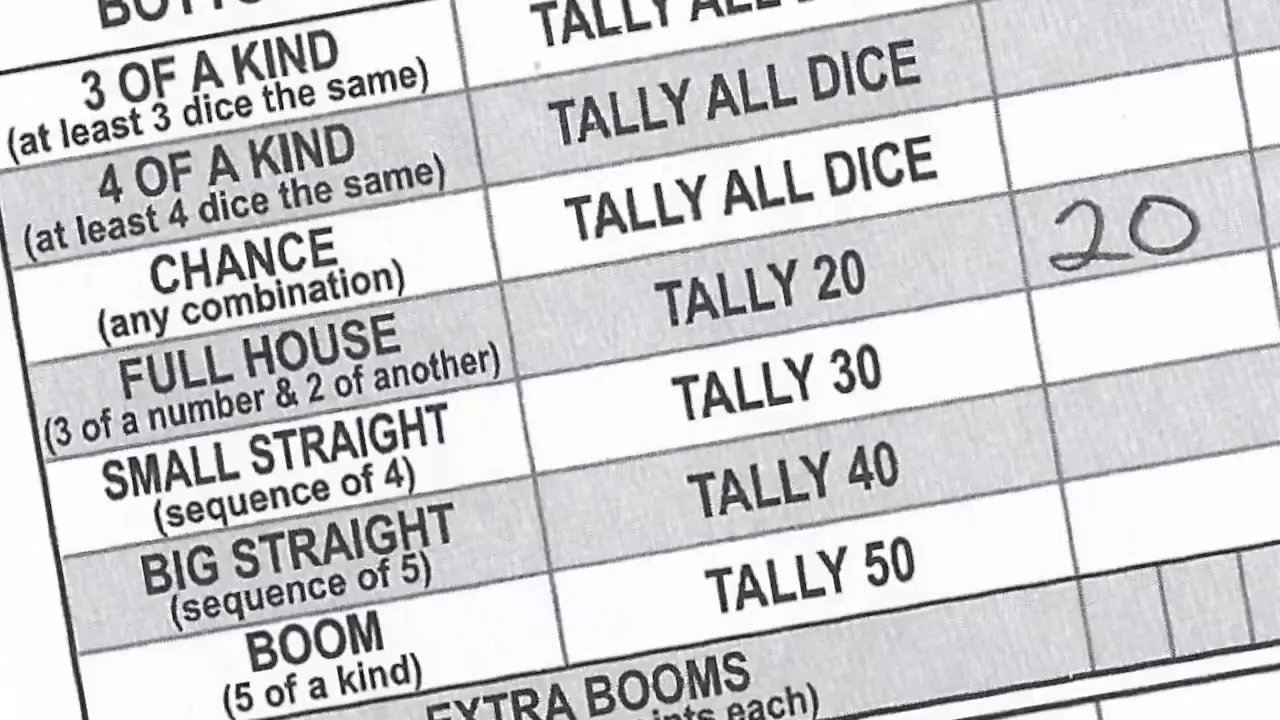 3 OF A KIND
(at least 3 dice the same)
TALLY ALL
4 OF A KIND
(at least 4 dice the same)
TALLY ALL DICE
CHANCE
(any combination)
TALLY ALL DICE
FULL HOUSE
(3 of a number & 2 of another)
TALLY 20
20
SMALL STRAIGHT
(sequence of 4)
TALLY 30
BIG STRAIGHT
(sequence of 5)
TALLY 40
BOOM
(5 of a kind)
TALLY 50
EXTRA BOOMS
each)